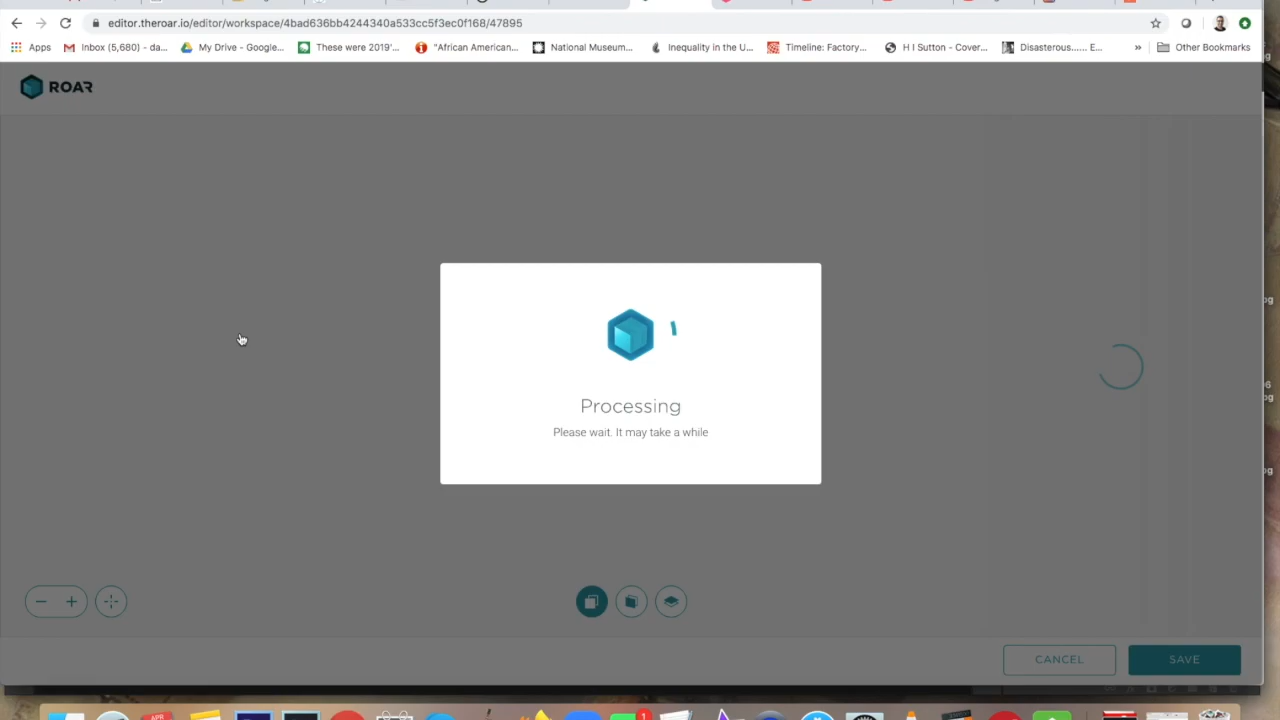 editor.theroar.io/editor/workspace/4bad636bb4244340a533cc5f3ec0f168/47895
Apps
Inbox (5,680) - da...
My Drive - Google...
These were 2019'...
"African American...
National Museum...
Inequality in the U...
Timeline: Factory...
H I Sutton - Cover...
Disasterous...... E...
»
Other Bookmarks
ROAR
Processing
Please wait. It may take a while
CANCEL
SAVE
APR
1